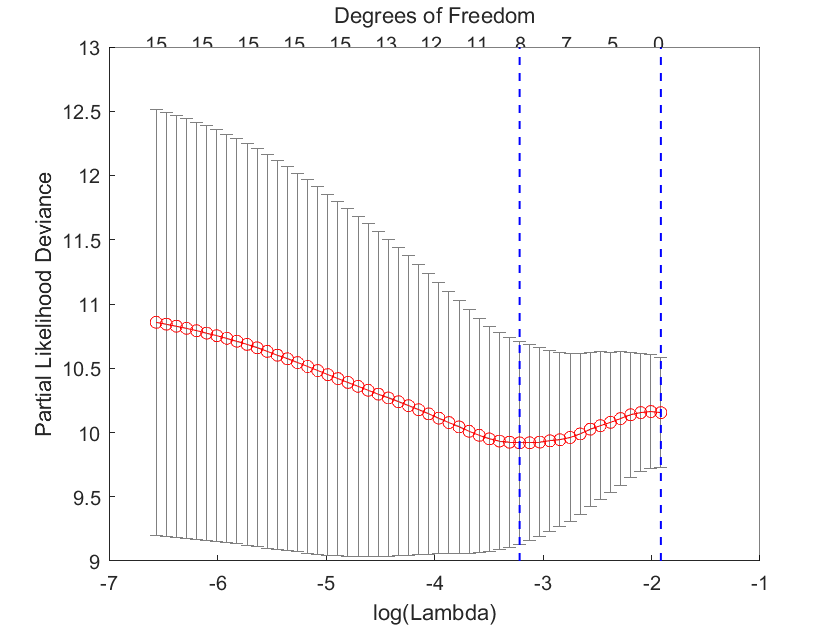 Degrees of Freedom
15 15 15 15 15 13 12 11 8 7 5 0
13
12.5
12
11.5
11
10.5
10
9.5
9
Partial Likelihood Deviance
-7 -6 -5 -4 -3 -2 -1
log(Lambda)